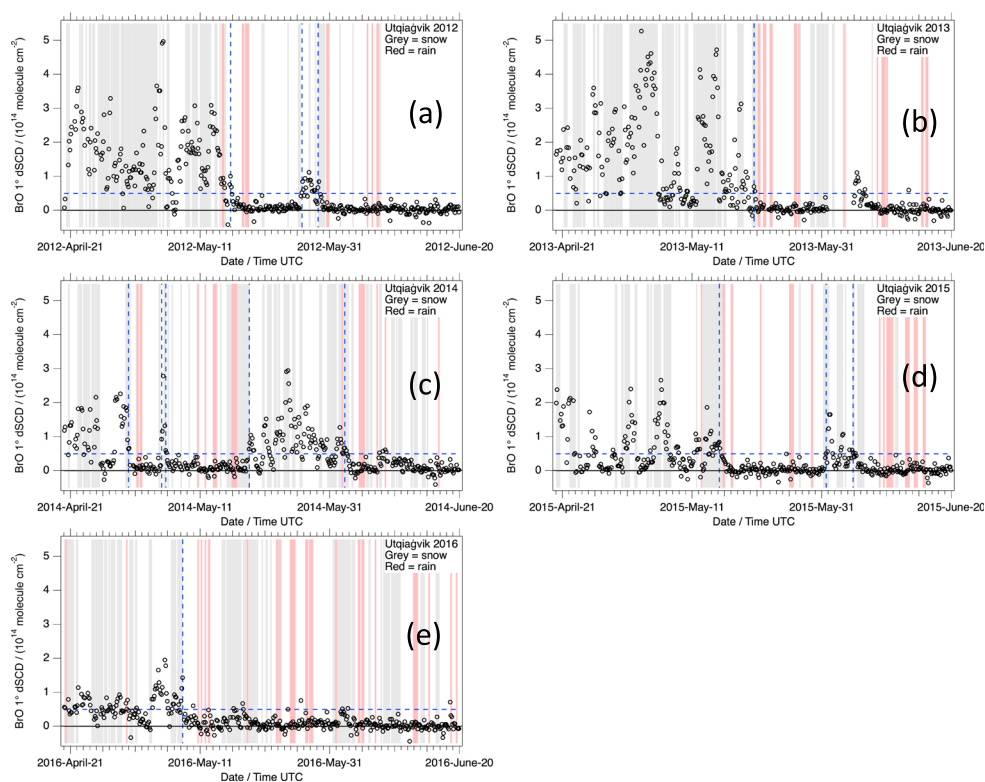 Utqiaġvik 2012
Grey = snow
Red = rain
(a)
BrO 1° dSCD / (10¹⁴ molecule cm⁻²)
5
4
3
2
1
0
2012-April-21 2012-May-11 2012-May-31 2012-June-20
Date / Time UTC
Utqiaġvik 2013
Grey = snow
Red = rain
(b)
BrO 1° dSCD / (10¹⁴ molecule cm⁻²)
5
4
3
2
1
0
2013-April-21 2013-May-11 2013-May-31 2013-June-20
Date / Time UTC
Utqiaġvik 2014
Grey = snow
Red = rain
(c)
BrO 1° dSCD / (10¹⁴ molecule cm⁻²)
5
4
3
2
1
0
2014-April-21 2014-May-11 2014-May-31 2014-June-20
Date / Time UTC
Utqiaġvik 2015
Grey = snow
Red = rain
(d)
BrO 1° dSCD / (10¹⁴ molecule cm⁻²)
5
4
3
2
1
0
2015-April-21 2015-May-11 2015-May-31 2015-June-20
Date / Time UTC
Utqiaġvik 2016
Grey = snow
Red = rain
(e)
BrO 1° dSCD / (10¹⁴ molecule cm⁻²)
5
4
3
2
1
0
2016-April-21 2016-May-11 2016-May-31 2016-June-20
Date / Time UTC